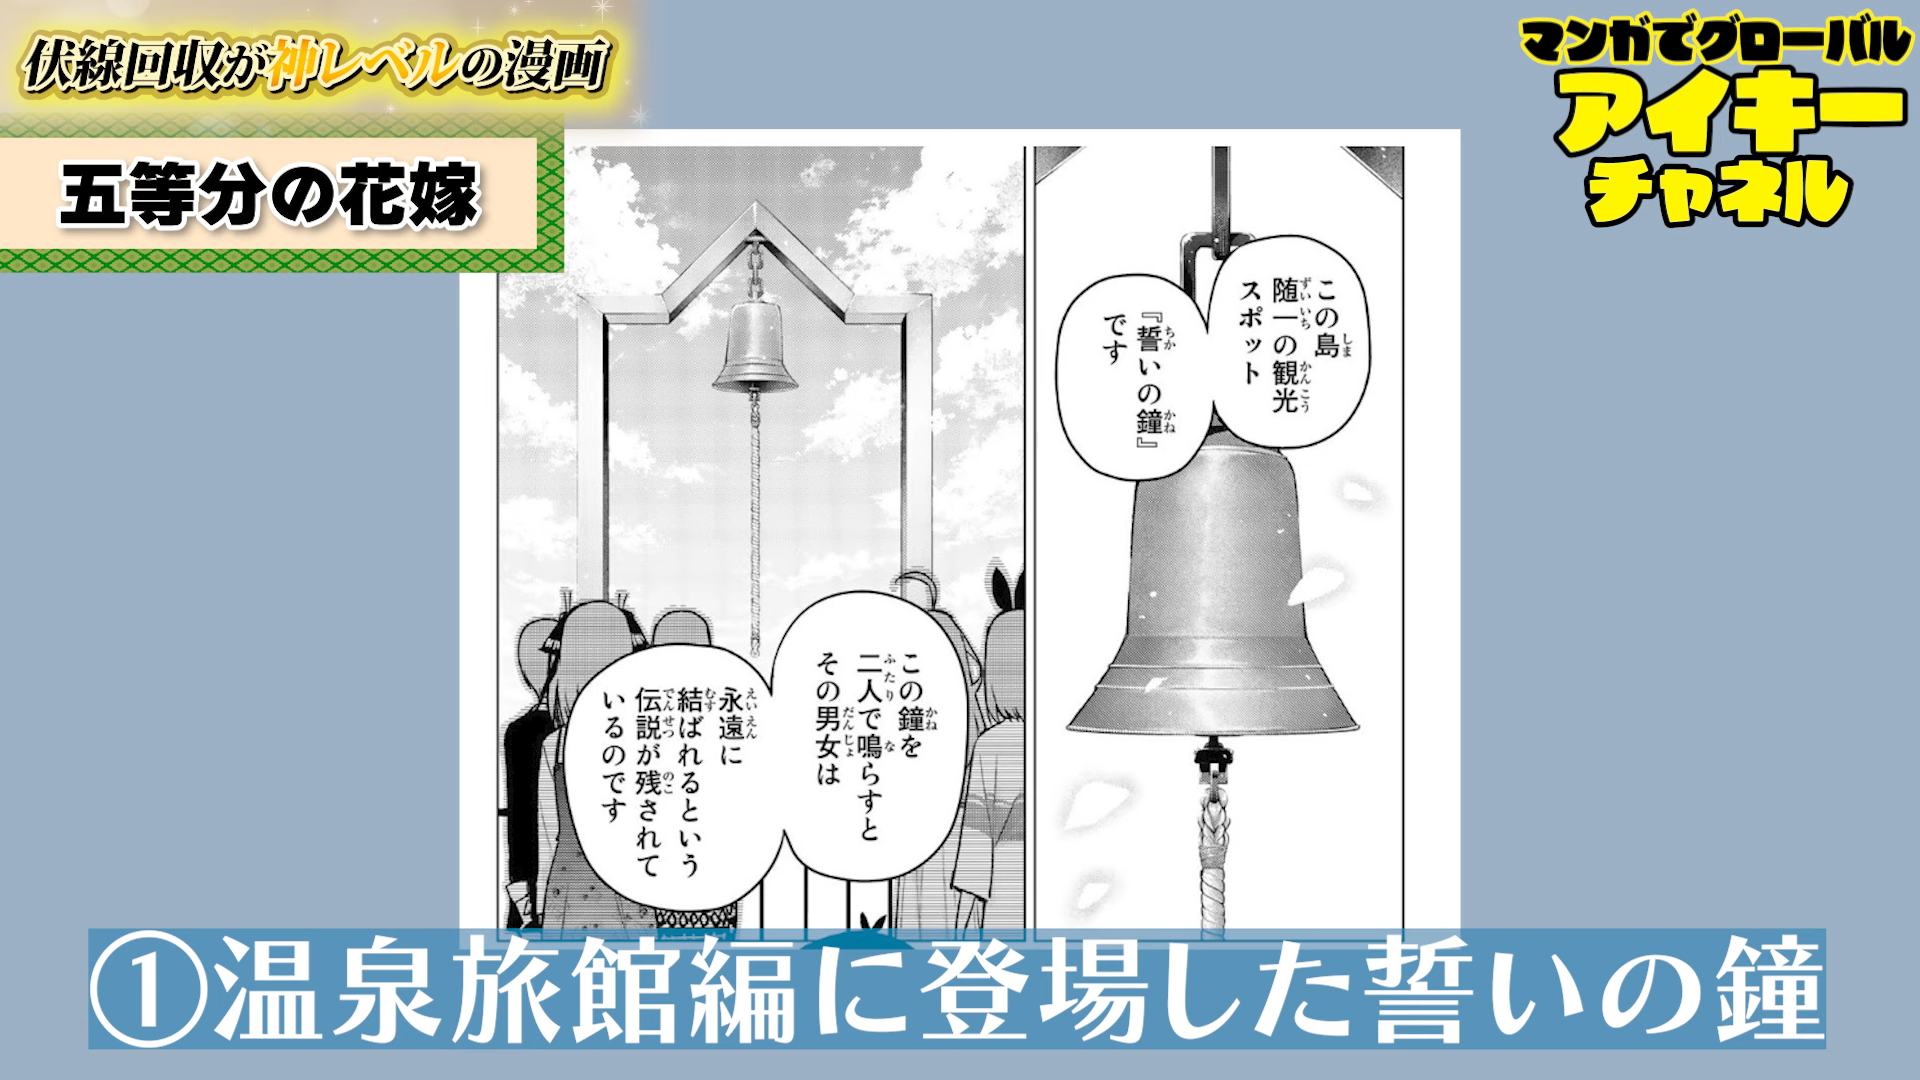 伏線回収が神レベルの漫画
五等分の花嫁
マンガでグローバル
アイキー
チャネル
この島
随一の観光
スポット
『誓いの鐘』
です
この鐘を
二人で鳴らすと
その男女は
永遠に
結ばれるという
伝説が残されて
いるのです
①温泉旅館編に登場した誓いの鐘